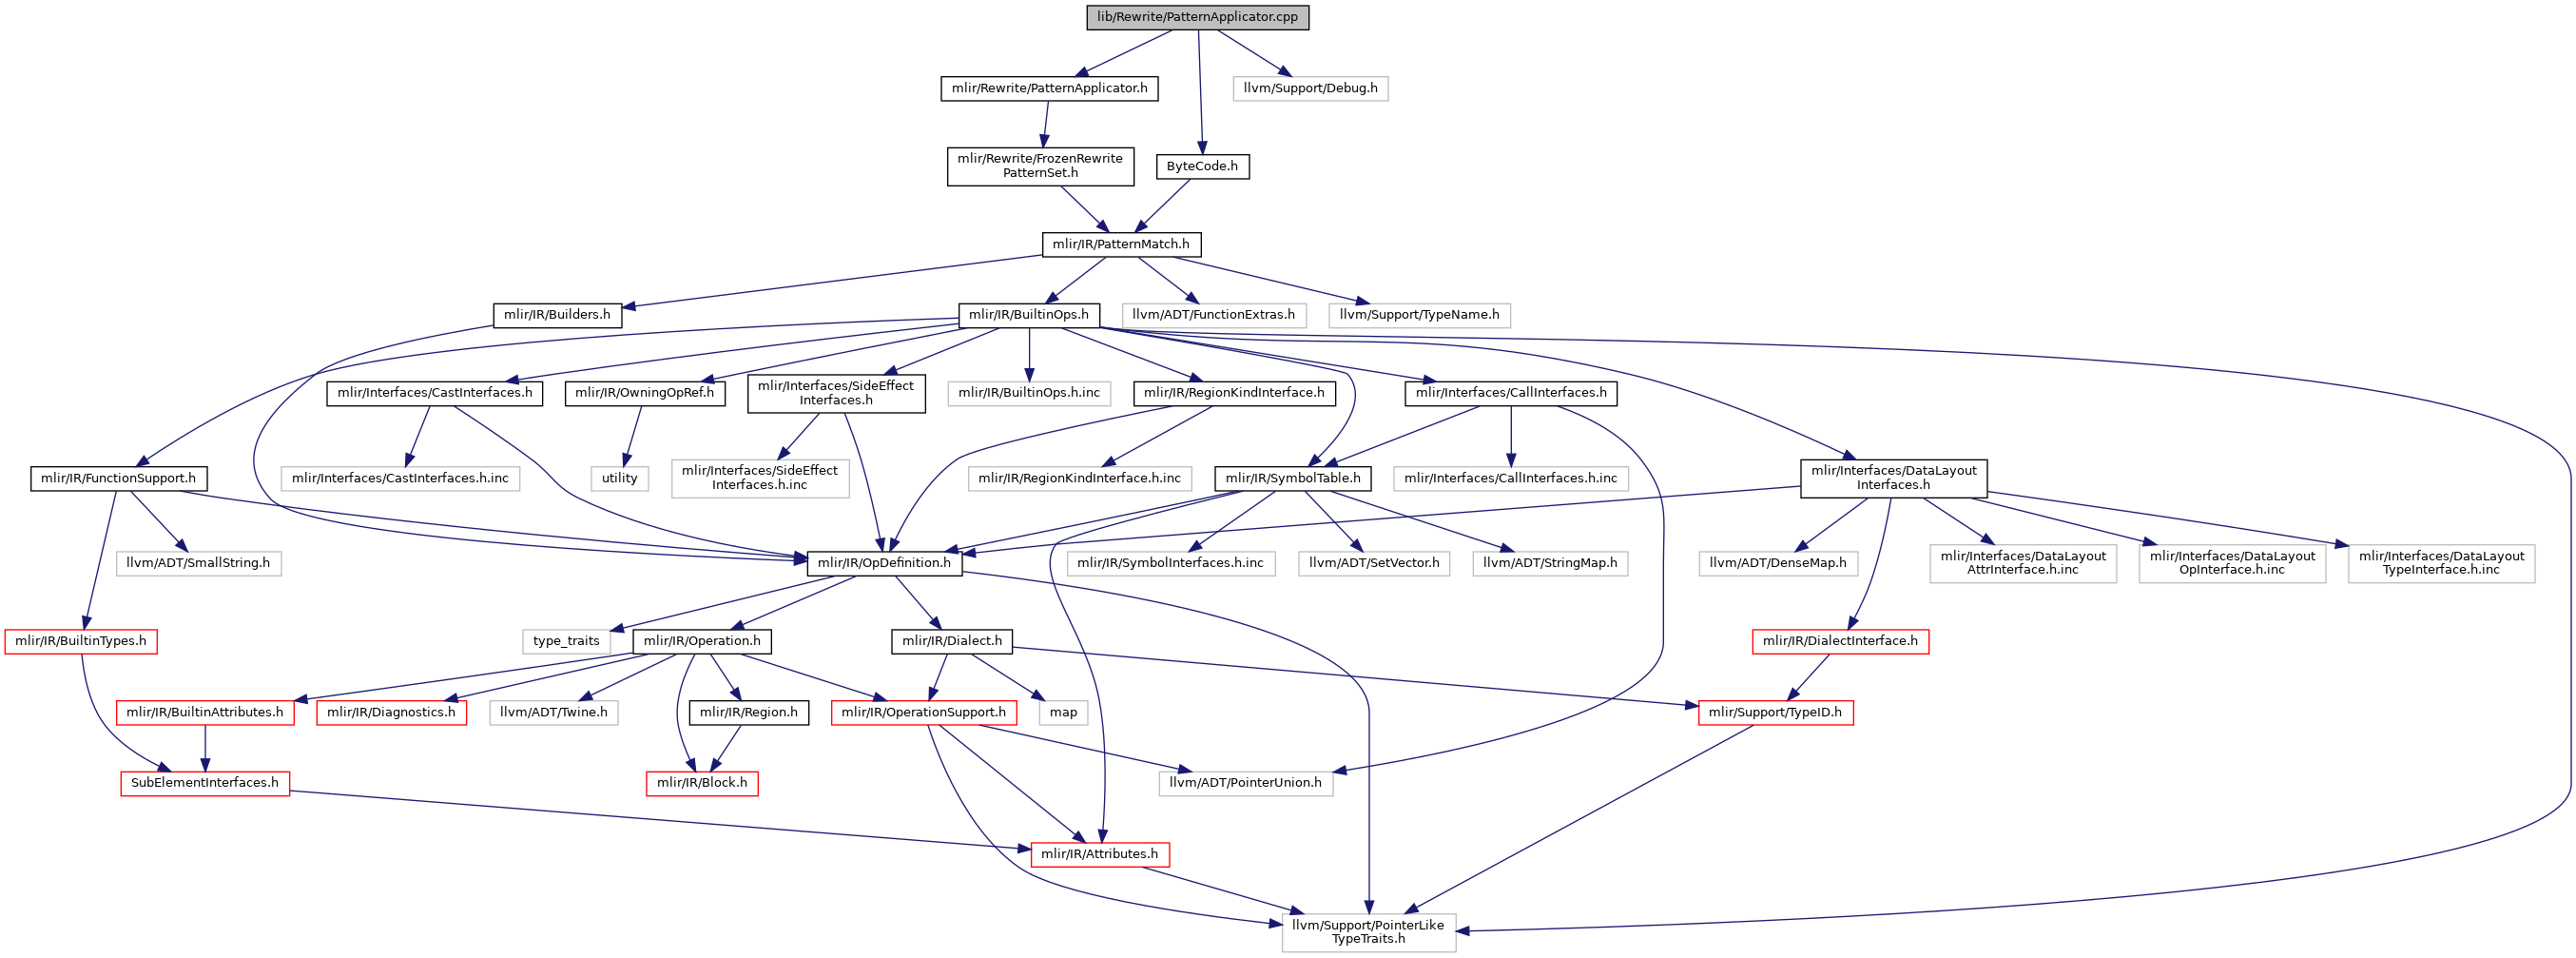 lib/Rewrite/PatternApplicator.cpp
mlir/Rewrite/PatternApplicator.h
llvm/Support/Debug.h
mlir/Rewrite/FrozenRewrite
PatternSet.h
ByteCode.h
mlir/IR/PatternMatch.h
mlir/IR/Builders.h
mlir/IR/BuiltinOps.h
llvm/ADT/FunctionExtras.h
llvm/Support/TypeName.h
mlir/Interfaces/CastInterfaces.h
mlir/IR/OwningOpRef.h
mlir/Interfaces/SideEffect
Interfaces.h
mlir/IR/BuiltinOps.h.inc
mlir/IR/RegionKindInterface.h
mlir/Interfaces/CallInterfaces.h
mlir/IR/FunctionSupport.h
mlir/Interfaces/CastInterfaces.h.inc
utility
mlir/Interfaces/SideEffect
Interfaces.h.inc
mlir/IR/RegionKindInterface.h.inc
mlir/IR/SymbolTable.h
mlir/Interfaces/CallInterfaces.h.inc
mlir/Interfaces/DataLayout
Interfaces.h
llvm/ADT/SmallString.h
mlir/IR/OpDefinition.h
mlir/IR/SymbolInterfaces.h.inc
llvm/ADT/SetVector.h
llvm/ADT/StringMap.h
llvm/ADT/DenseMap.h
mlir/Interfaces/DataLayout
AttrInterface.h.inc
mlir/Interfaces/DataLayout
OpInterface.h.inc
mlir/Interfaces/DataLayout
TypeInterface.h.inc
mlir/IR/BuiltinTypes.h
type_traits
mlir/IR/Operation.h
mlir/IR/Dialect.h
mlir/IR/DialectInterface.h
mlir/IR/BuiltinAttributes.h
mlir/IR/Diagnostics.h
llvm/ADT/Twine.h
mlir/IR/Region.h
mlir/IR/OperationSupport.h
map
mlir/Support/TypeID.h
SubElementInterfaces.h
mlir/IR/Block.h
llvm/ADT/PointerUnion.h
mlir/IR/Attributes.h
llvm/Support/PointerLike
TypeTraits.h